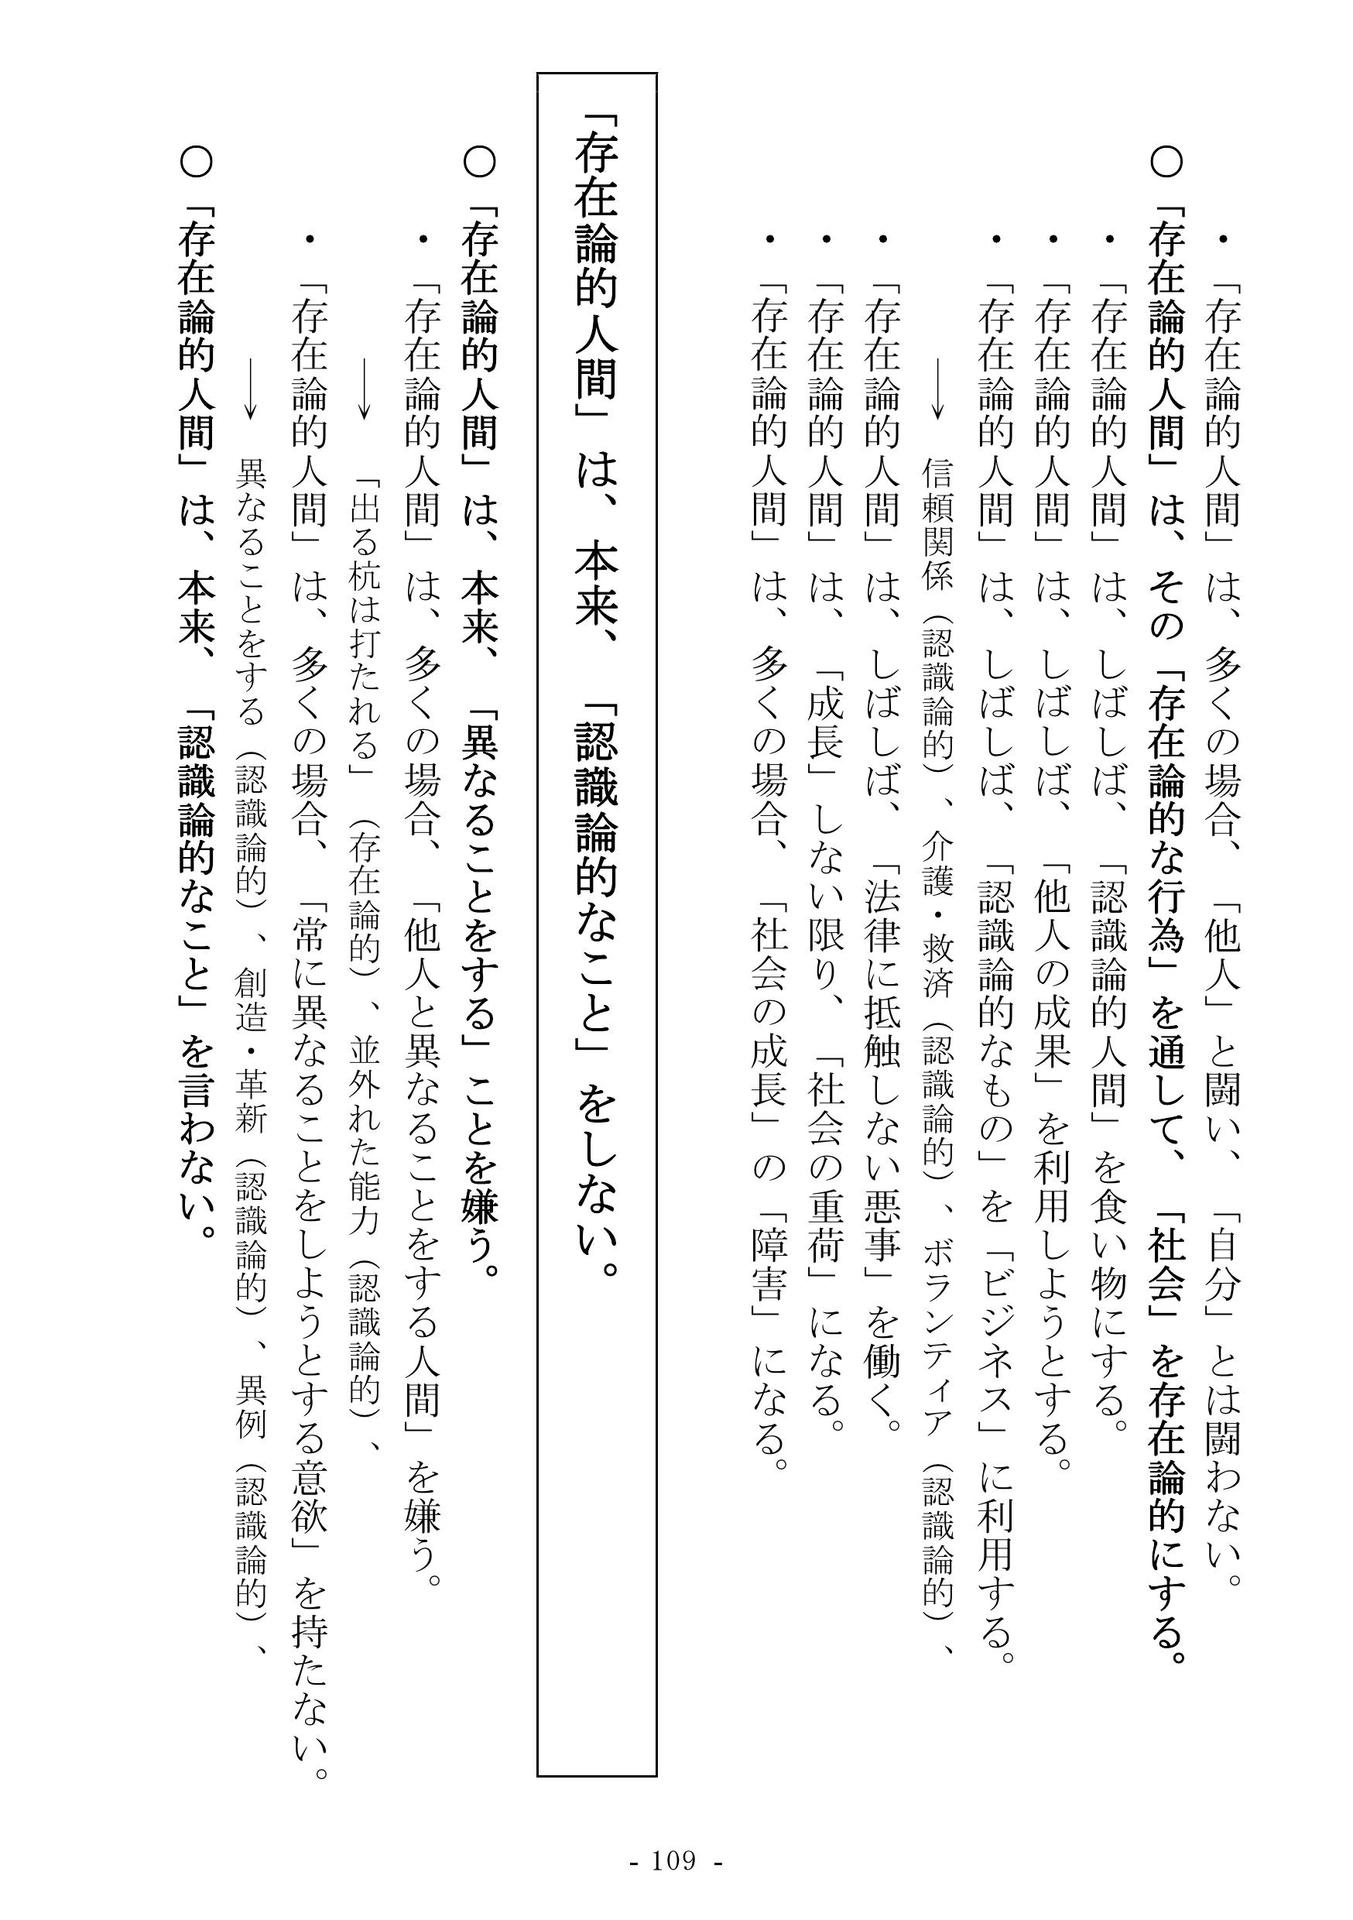 ・「存在論的人間」は、多くの場合、「他人」と闘い、「自分」とは闘わない。
○「存在論的人間」は、その「存在論的な行為」を通して、「社会」を存在論的にする。
・「存在論的人間」は、しばしば、「認識論的人間」を食い物にする。
・「存在論的人間」は、しばしば、「他人の成果」を利用しようとする。
・「存在論的人間」は、しばしば、「認識論的なもの」を「ビジネス」に利用する。
→ 信頼関係(認識論的)、介護・救済(認識論的)、ボランティア(認識論的)、
・「存在論的人間」は、しばしば、「法律に抵触しない悪事」を働く。
・「存在論的人間」は、「成長」しない限り、「社会の重荷」になる。
・「存在論的人間」は、多くの場合、「社会の成長」の「障害」になる。
「存在論的人間」は、本来、「認識論的なこと」をしない。
○「存在論的人間」は、本来、「異なることをする」ことを嫌う。
・「存在論的人間」は、多くの場合、「他人と異なることをする人間」を嫌う。
→ 「出る杭は打たれる」(存在論的)、並外れた能力(認識論的)、
・「存在論的人間」は、多くの場合、「常に異なることをしようとする意欲」を持たない。
→ 異なることをする(認識論的)、創造・革新(認識論的)、異例(認識論的)、
○「存在論的人間」は、本来、「認識論的なこと」を言わない。
- 109 -